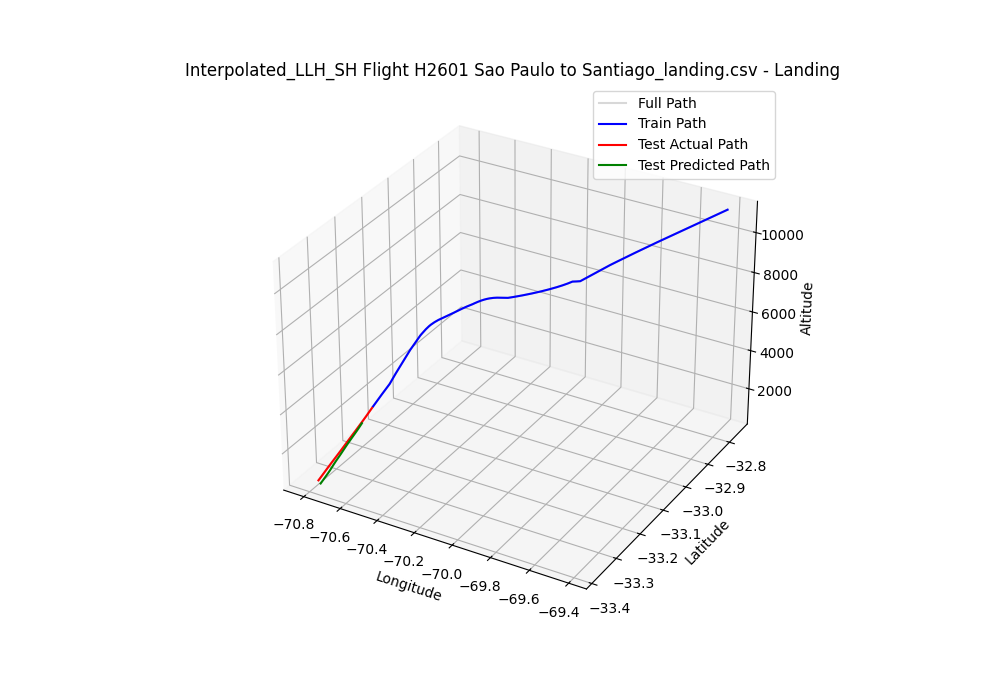 Interpolated_LLH_SH Flight H2601 Sao Paulo to Santiago_landing.csv - Landing
Full Path
Train Path
Test Actual Path
Test Predicted Path
10000
8000
6000
4000
2000
Altitude
−32.8
−32.9
−33.0
−33.1
−33.2
−33.3
−33.4
Latitude
−70.8
−70.6
−70.4
−70.2
−70.0
−69.8
−69.6
−69.4
Longitude